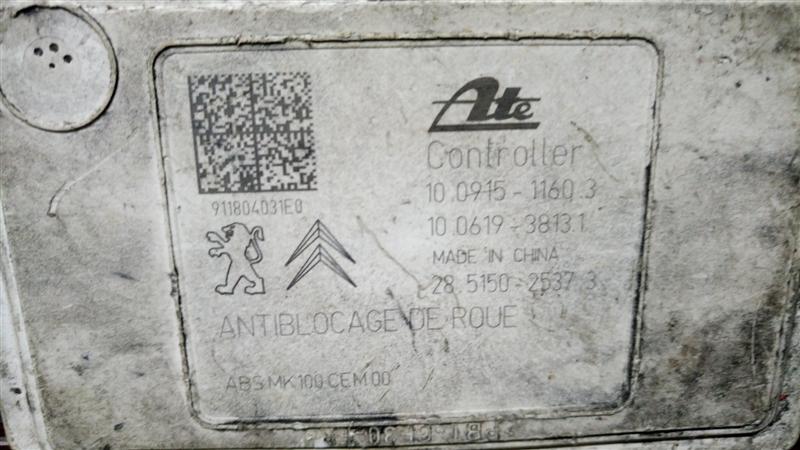 Ate
Controller
10.0915-1160.3
10.0619-3813.1
MADE IN CHINA
28.5150-2537.3
911804031E0
ANTIBLOCAGE DE ROUE
ABS MK100 CEM 00